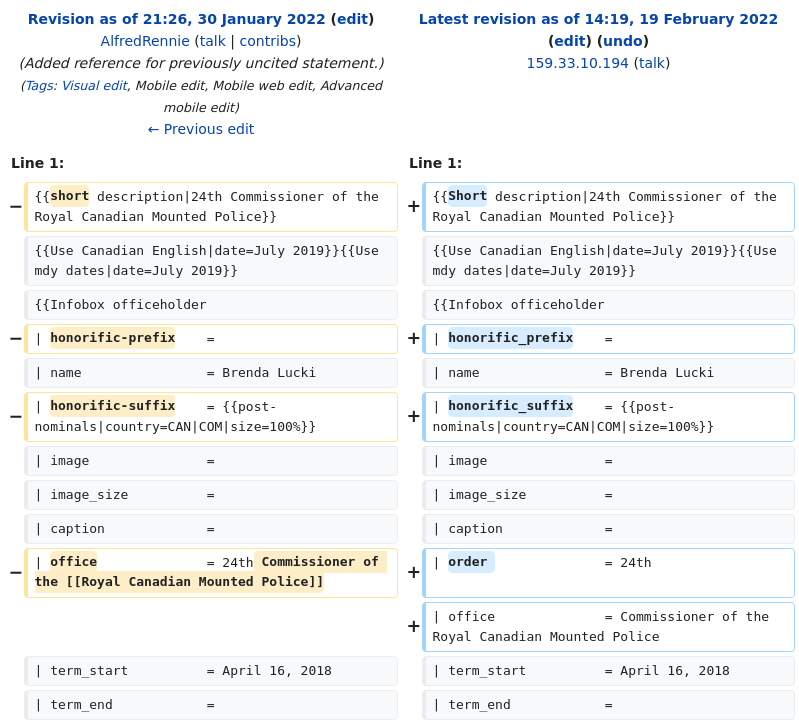 Revision as of 21:26, 30 January 2022 (edit)
AlfredRennie (talk | contribs)
(Added reference for previously uncited statement.)
(Tags: Visual edit, Mobile edit, Mobile web edit, Advanced
mobile edit)
← Previous edit
Latest revision as of 14:19, 19 February 2022
(edit) (undo)
159.33.10.194 (talk)
Line 1:
Line 1:
− {{short description|24th Commissioner of the
Royal Canadian Mounted Police}}
+ {{Short description|24th Commissioner of the
Royal Canadian Mounted Police}}
{{Use Canadian English|date=July 2019}}{{Use
mdy dates|date=July 2019}}
{{Use Canadian English|date=July 2019}}{{Use
mdy dates|date=July 2019}}
{{Infobox officeholder
{{Infobox officeholder
− | honorific-prefix    =
+ | honorific_prefix    =
| name                = Brenda Lucki
| name                = Brenda Lucki
− | honorific-suffix    = {{post-
nominals|country=CAN|COM|size=100%}}
+ | honorific_suffix    = {{post-
nominals|country=CAN|COM|size=100%}}
| image               =
| image               =
| image_size          =
| image_size          =
| caption             =
| caption             =
− | office              = 24th Commissioner of
the [[Royal Canadian Mounted Police]]
+ | order               = 24th
+ | office              = Commissioner of the
Royal Canadian Mounted Police
| term_start          = April 16, 2018
| term_start          = April 16, 2018
| term_end            =
| term_end            =